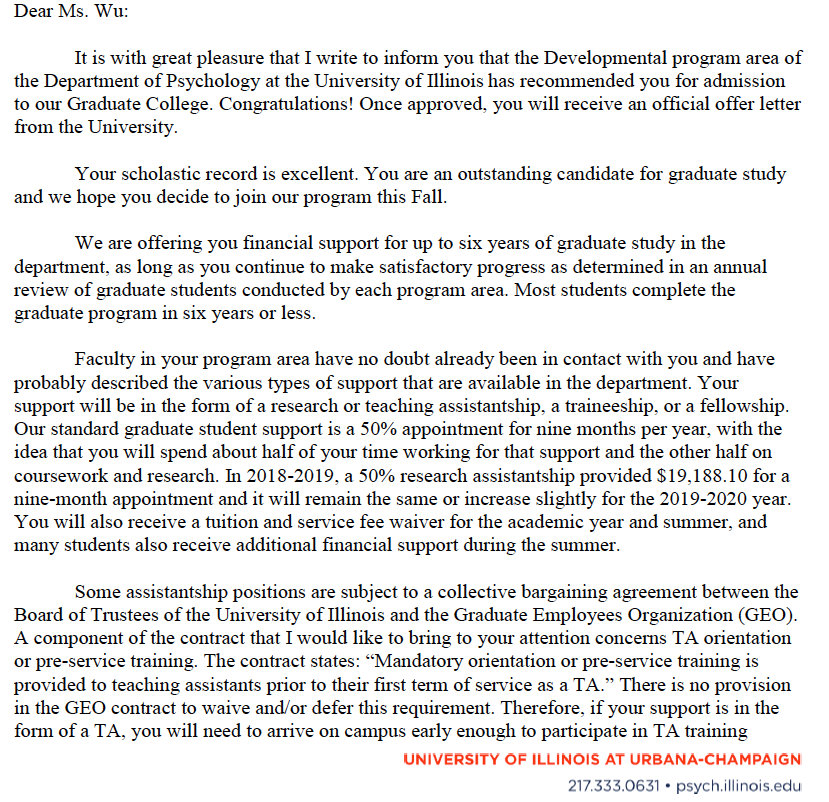 Dear Ms. Wu:
It is with great pleasure that I write to inform you that the Developmental program area of
the Department of Psychology at the University of Illinois has recommended you for admission
to our Graduate College. Congratulations! Once approved, you will receive an official offer letter
from the University.
Your scholastic record is excellent. You are an outstanding candidate for graduate study
and we hope you decide to join our program this Fall.
We are offering you financial support for up to six years of graduate study in the
department, as long as you continue to make satisfactory progress as determined in an annual
review of graduate students conducted by each program area. Most students complete the
graduate program in six years or less.
Faculty in your program area have no doubt already been in contact with you and have
probably described the various types of support that are available in the department. Your
support will be in the form of a research or teaching assistantship, a traineeship, or a fellowship.
Our standard graduate student support is a 50% appointment for nine months per year, with the
idea that you will spend about half of your time working for that support and the other half on
coursework and research. In 2018-2019, a 50% research assistantship provided $19,188.10 for a
nine-month appointment and it will remain the same or increase slightly for the 2019-2020 year.
You will also receive a tuition and service fee waiver for the academic year and summer, and
many students also receive additional financial support during the summer.
Some assistantship positions are subject to a collective bargaining agreement between the
Board of Trustees of the University of Illinois and the Graduate Employees Organization (GEO).
A component of the contract that I would like to bring to your attention concerns TA orientation
or pre-service training. The contract states: “Mandatory orientation or pre-service training is
provided to teaching assistants prior to their first term of service as a TA.” There is no provision
in the GEO contract to waive and/or defer this requirement. Therefore, if your support is in the
form of a TA, you will need to arrive on campus early enough to participate in TA training
UNIVERSITY OF ILLINOIS AT URBANA-CHAMPAIGN
217.333.0631 • psych.illinois.edu